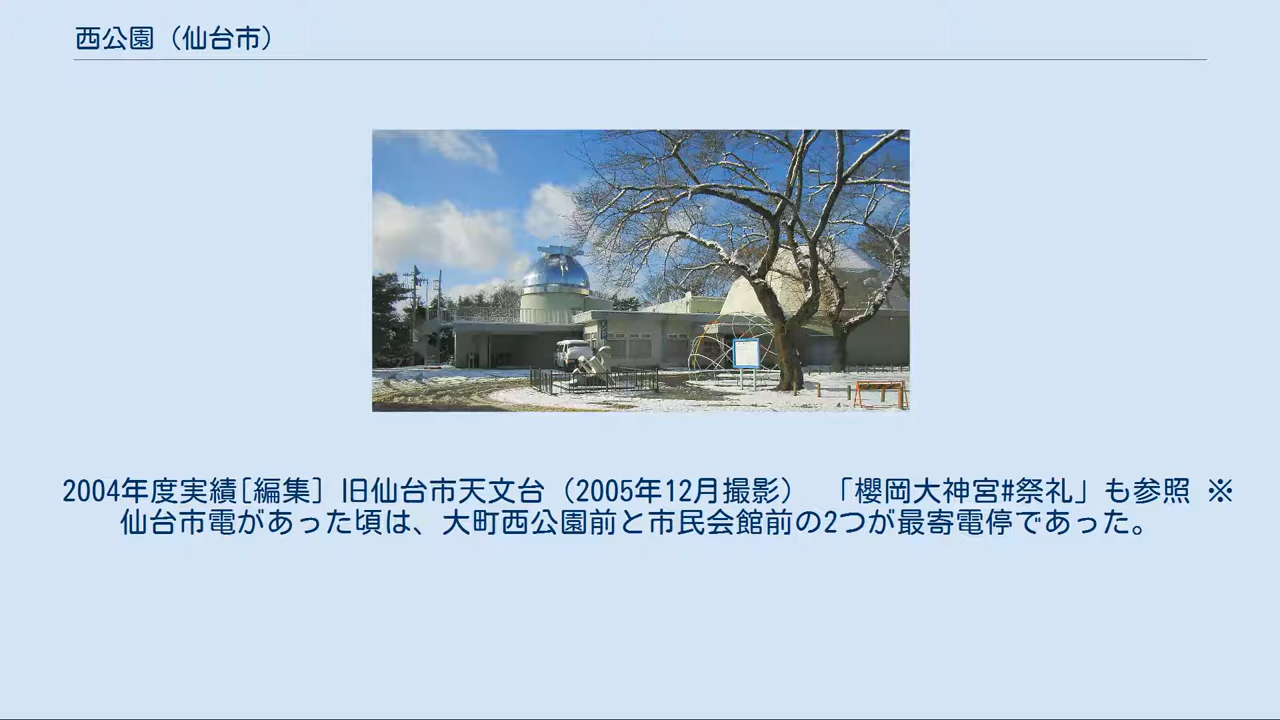 西公園（仙台市）
2004年度実績[編集] 旧仙台市天文台（2005年12月撮影） 「櫻岡大神宮#祭礼」も参照 ※
仙台市電があった頃は、大町西公園前と市民会館前の2つが最寄電停であった。